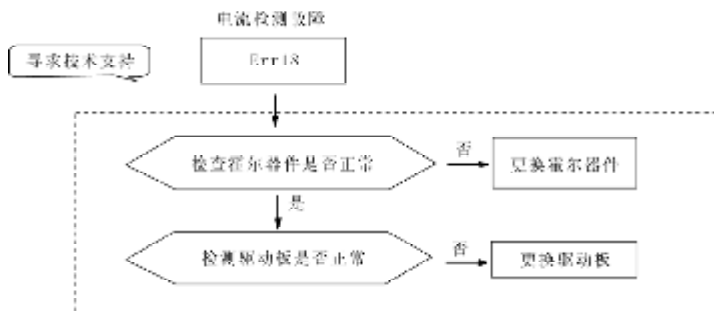 电流检测故障
寻求技术支持
Err18
检查霍尔器件是否正常
否
更换霍尔器件
是
检测驱动板是否正常
否
更换驱动板